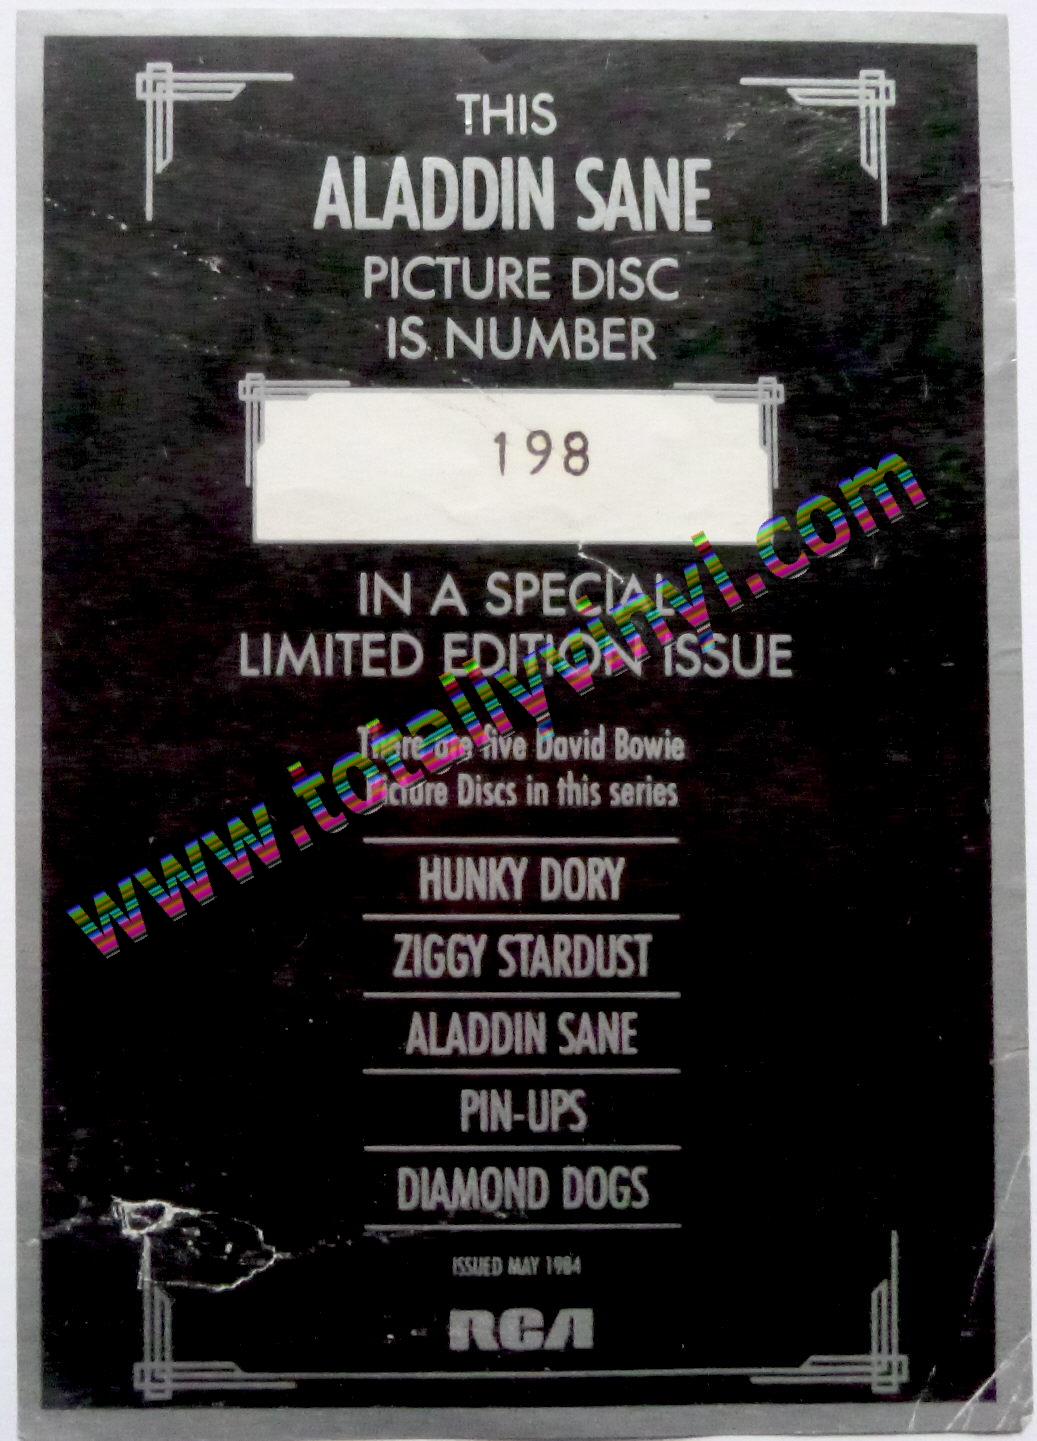 THIS
ALADDIN SANE
PICTURE DISC
IS NUMBER
198
IN A SPECIAL
LIMITED EDITION ISSUE
There are five David Bowie
Picture Discs in this series
HUNKY DORY
ZIGGY STARDUST
ALADDIN SANE
PIN-UPS
DIAMOND DOGS
ISSUED MAY 1984
RCA
www.totallyvinyl.com